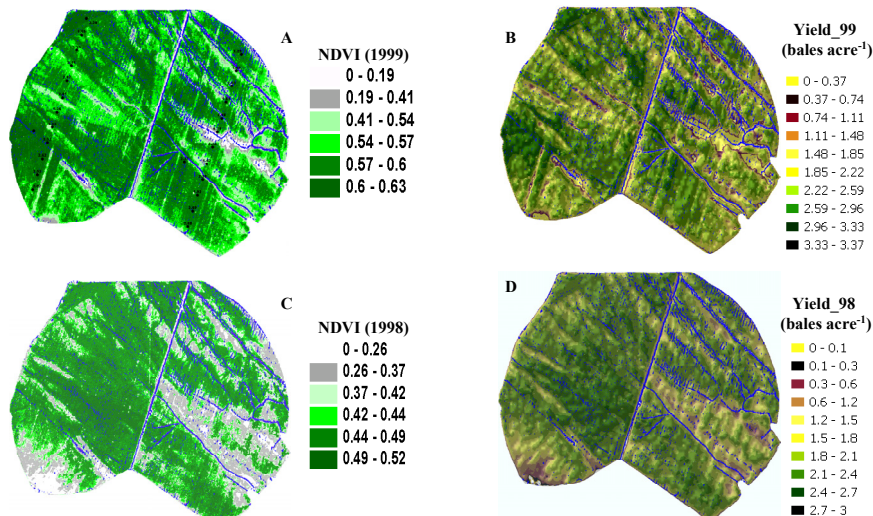 A
NDVI (1999)
0 - 0.19
0.19 - 0.41
0.41 - 0.54
0.54 - 0.57
0.57 - 0.6
0.6 - 0.63
B
Yield_99
(bales acre⁻¹)
0 - 0.37
0.37 - 0.74
0.74 - 1.11
1.11 - 1.48
1.48 - 1.85
1.85 - 2.22
2.22 - 2.59
2.59 - 2.96
2.96 - 3.33
3.33 - 3.37
C
NDVI (1998)
0 - 0.26
0.26 - 0.37
0.37 - 0.42
0.42 - 0.44
0.44 - 0.49
0.49 - 0.52
D
Yield_98
(bales acre⁻¹)
0 - 0.1
0.1 - 0.3
0.3 - 0.6
0.6 - 1.2
1.2 - 1.5
1.5 - 1.8
1.8 - 2.1
2.1 - 2.4
2.4 - 2.7
2.7 - 3